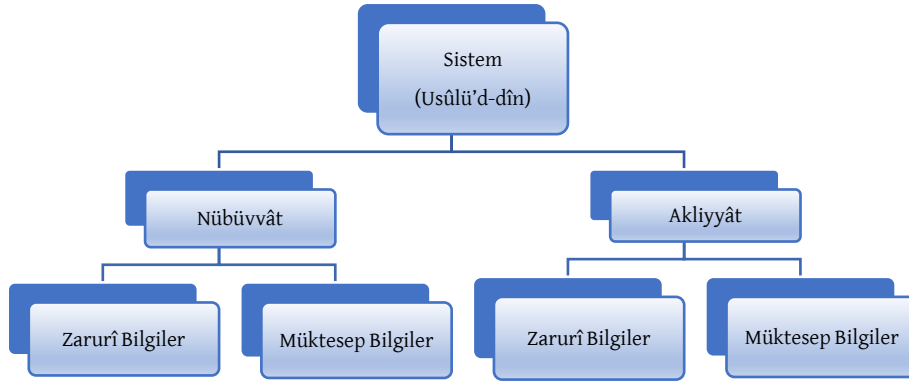 Sistem
(Usûlü’d-dîn)
Nübüvvât
Akliyyât
Zarurî Bilgiler
Müktesep Bilgiler
Zarurî Bilgiler
Müktesep Bilgiler